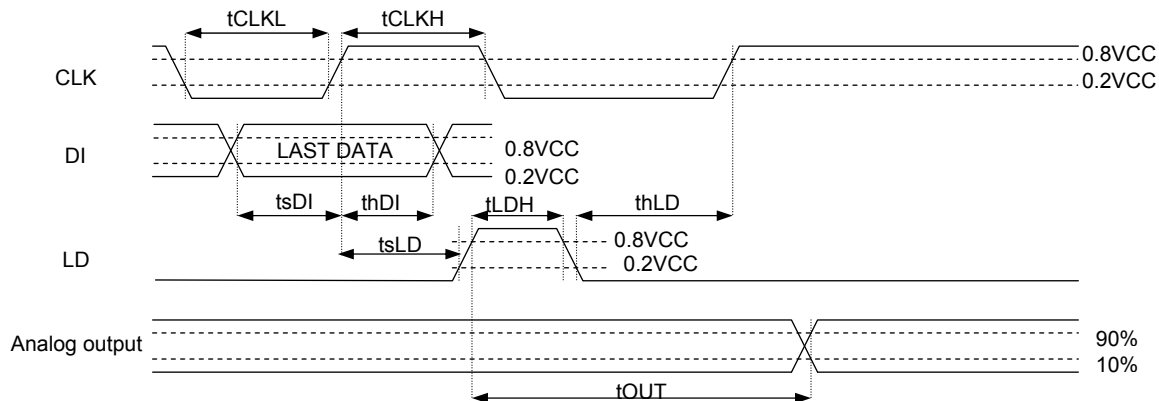 tCLKL tCLKH
CLK
0.8VCC
0.2VCC
DI
LAST DATA
0.8VCC
0.2VCC
tsDI thDI tLDH thLD
tsLD
LD
0.8VCC
0.2VCC
Analog output
90%
10%
tOUT